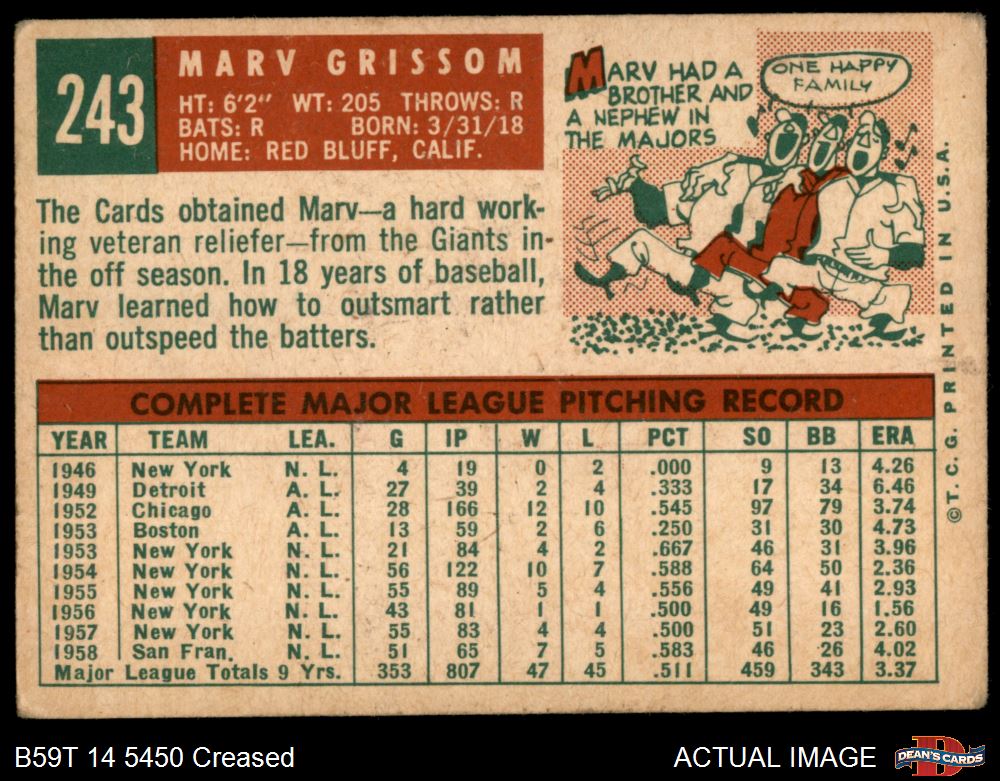 243
MARV GRISSOM
HT: 6'2" WT: 205 THROWS: R
BATS: R BORN: 3/31/18
HOME: RED BLUFF, CALIF.
MARV HAD A
BROTHER AND
A NEPHEW IN
THE MAJORS
ONE HAPPY
FAMILY
The Cards obtained Marv—a hard work-
ing veteran reliefer—from the Giants in-
the off season. In 18 years of baseball,
Marv learned how to outsmart rather
than outspeed the batters.
COMPLETE MAJOR LEAGUE PITCHING RECORD
YEAR TEAM LEA. G IP W L PCT SO BB ERA
1946 New York N. L. 4 19 0 2 .000 9 13 4.26
1949 Detroit A. L. 27 39 2 4 .333 17 34 6.46
1952 Chicago A. L. 28 166 12 10 .545 97 79 3.74
1953 Boston A. L. 13 59 2 6 .250 31 30 4.73
1953 New York N. L. 21 84 4 2 .667 46 31 3.96
1954 New York N. L. 56 122 10 7 .588 64 50 2.36
1955 New York N. L. 55 89 5 4 .556 49 41 2.93
1956 New York N. L. 43 81 1 1 .500 49 16 1.56
1957 New York N. L. 55 83 4 4 .500 51 23 2.60
1958 San Fran. N. L. 51 65 7 5 .583 46 26 4.02
Major League Totals 9 Yrs. 353 807 47 45 .511 459 343 3.37
©T. C. G. PRINTED IN U.S.A.
B59T 14 5450 Creased
ACTUAL IMAGE
D
DEAN'S CARDS